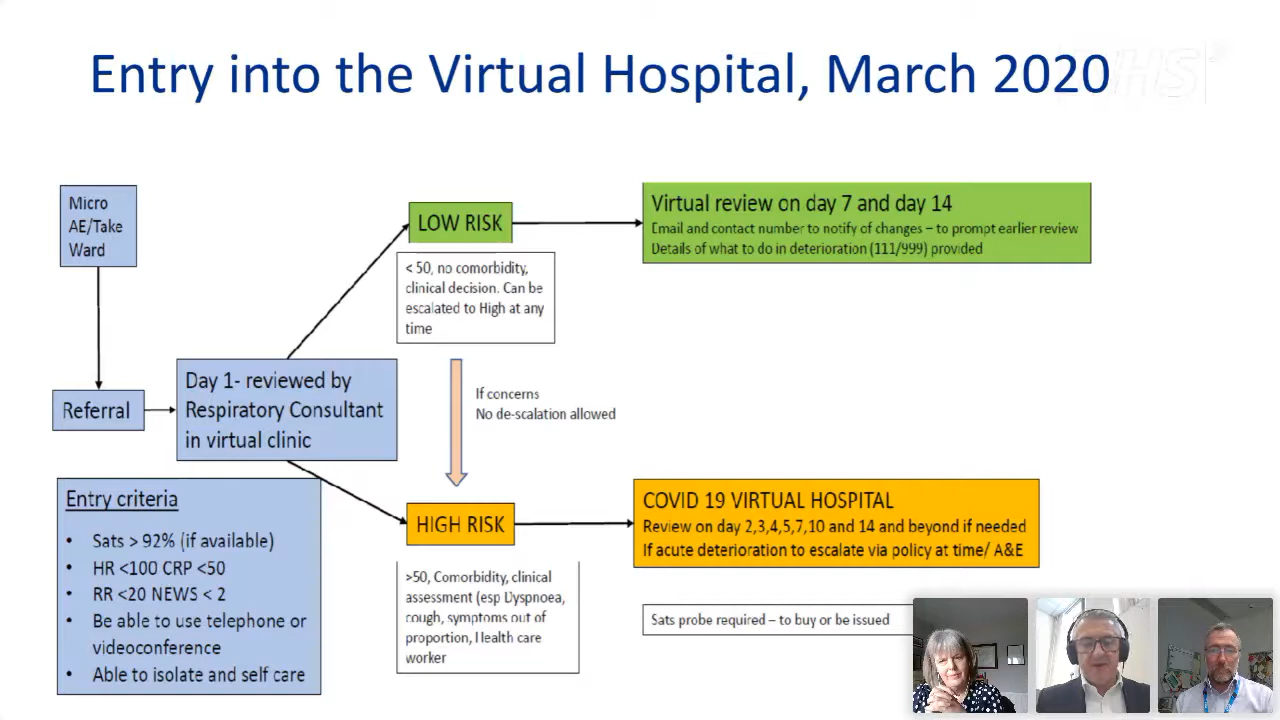 Entry into the Virtual Hospital, March 2020
NHS
Micro
AE/Take
Ward
Referral
Day 1- reviewed by
Respiratory Consultant
in virtual clinic
Entry criteria
• Sats > 92% (if available)
• HR <100 CRP <50
• RR <20 NEWS < 2
• Be able to use telephone or
videoconference
• Able to isolate and self care
LOW RISK
< 50, no comorbidity,
clinical decision. Can be
escalated to High at any
time
If concerns
No de-scalation allowed
HIGH RISK
>50, Comorbidity, clinical
assessment (esp Dyspnoea,
cough, symptoms out of
proportion, Health care
worker
Virtual review on day 7 and day 14
Email and contact number to notify of changes – to prompt earlier review
Details of what to do in deterioration (111/999) provided
COVID 19 VIRTUAL HOSPITAL
Review on day 2,3,4,5,7,10 and 14 and beyond if needed
If acute deterioration to escalate via policy at time/ A&E
Sats probe required – to buy or be issued